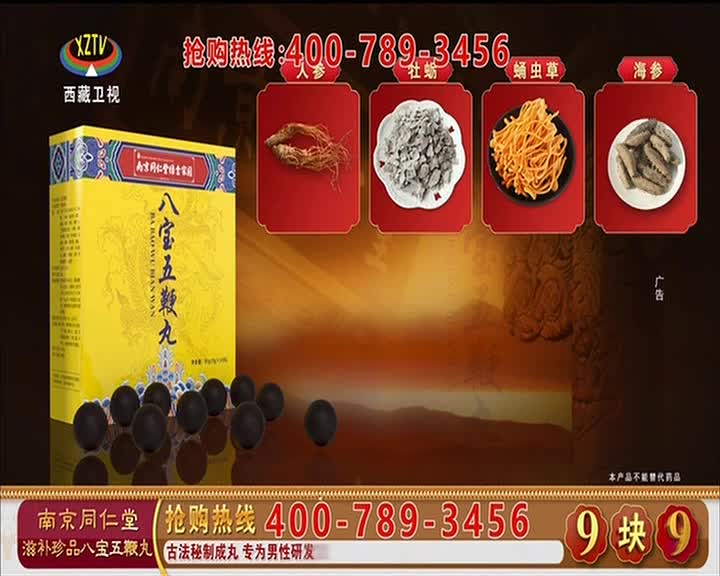 XZTV
西藏卫视
抢购热线:400-789-3456
人参
牡蛎
蛹虫草
海参
南京同仁堂绿金家园
八宝五鞭丸
BA BAO WU BIAN WAN
广告
本产品不能替代药品
南京同仁堂
滋补珍品八宝五鞭丸
抢购热线 400-789-3456
古法秘制成丸 专为男性研发
9块9